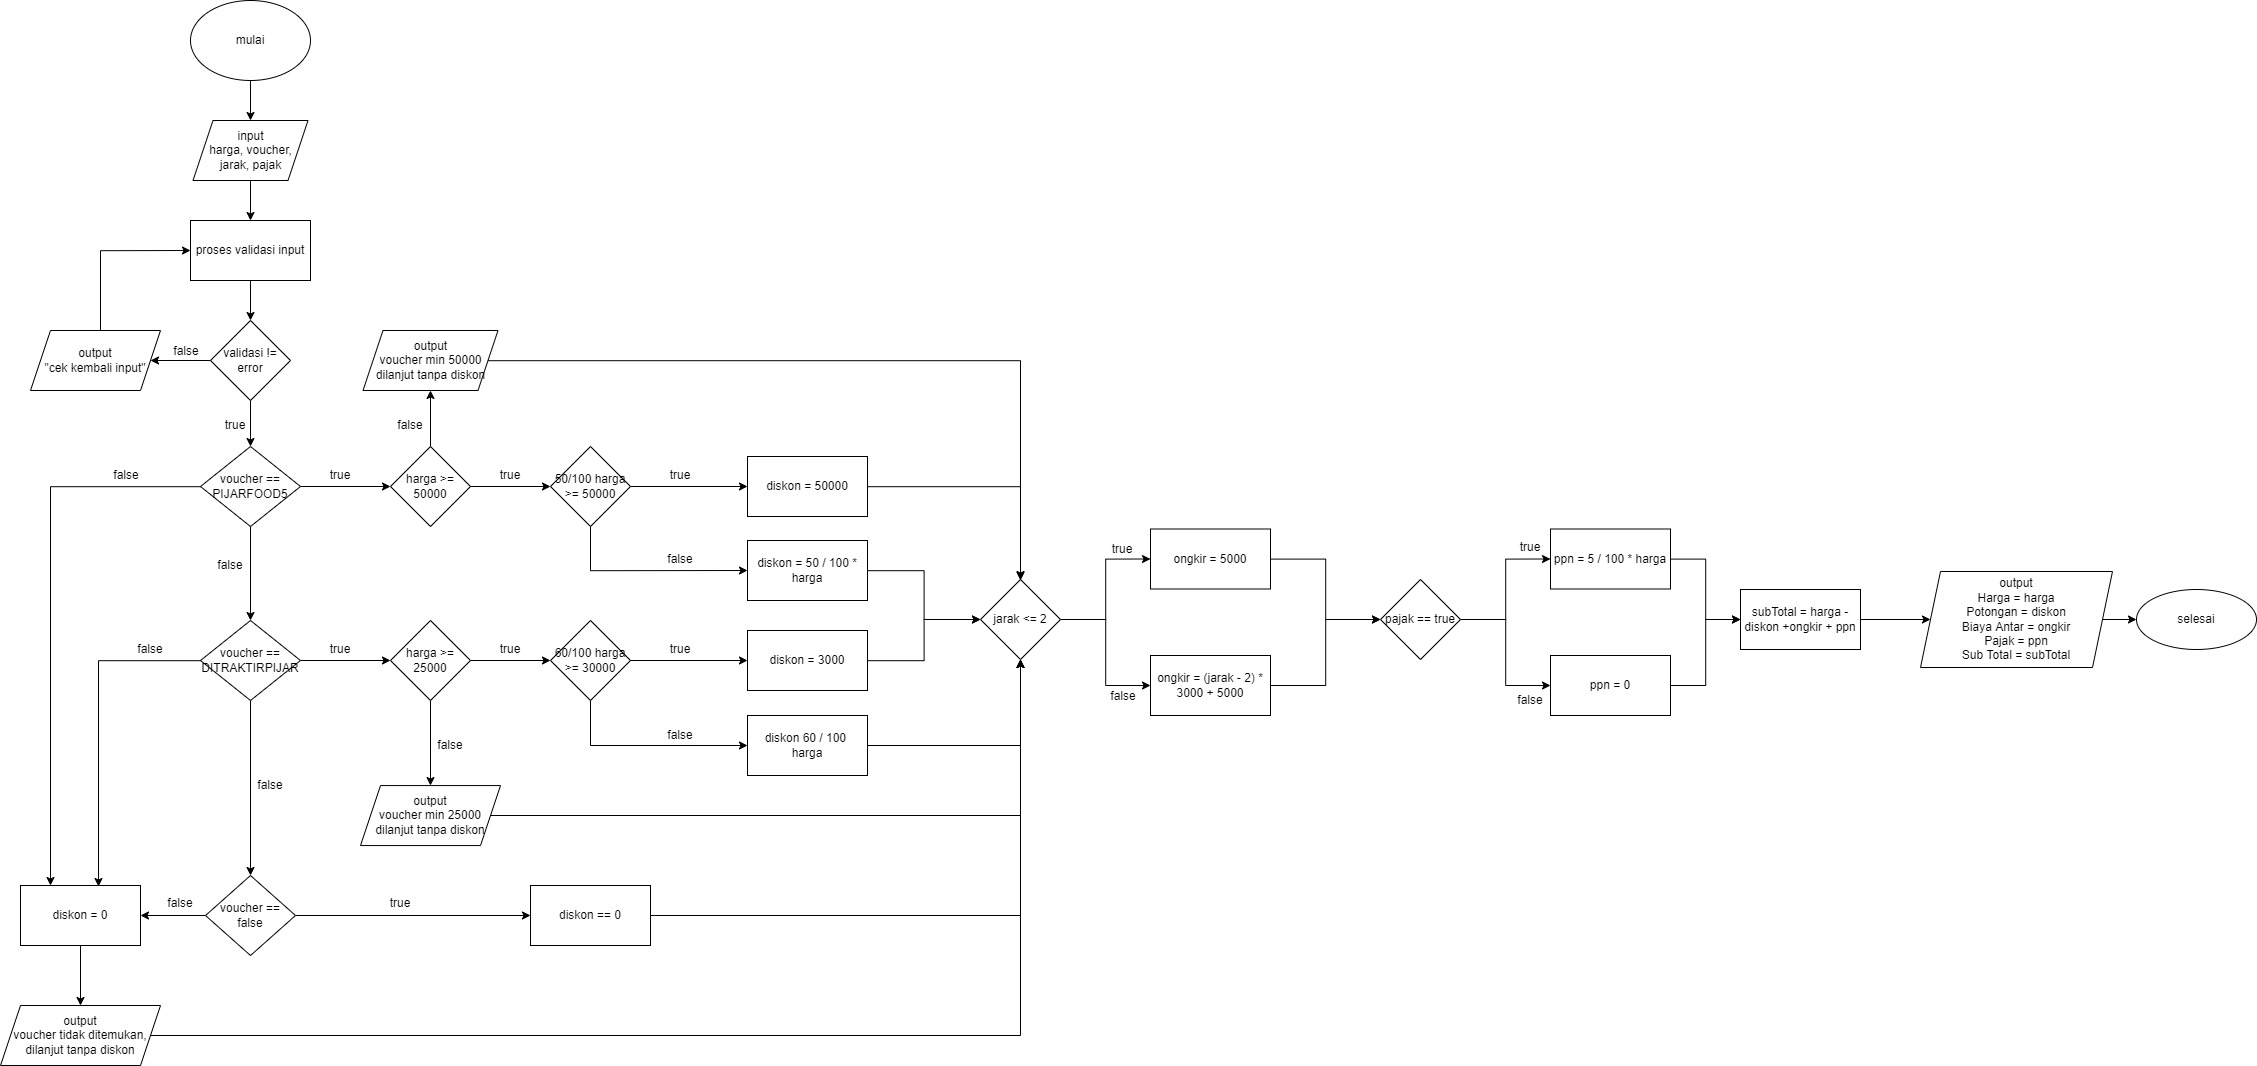 mulai
input
harga, voucher,
jarak, pajak
proses validasi input
validasi !=
error
false
output
"cek kembali input"
true
voucher ==
PIJARFOOD5
false
true
harga >=
50000
false
output
voucher min 50000
dilanjut tanpa diskon
true
50/100 harga
>= 50000
true
diskon = 50000
false
diskon = 50 / 100 *
harga
false
voucher ==
DITRAKTIRPIJAR
false
true
harga >=
25000
true
60/100 harga
>= 30000
true
diskon = 3000
false
diskon 60 / 100
harga
false
output
voucher min 25000
dilanjut tanpa diskon
false
voucher ==
false
false
diskon = 0
true
diskon == 0
output
voucher tidak ditemukan,
dilanjut tanpa diskon
jarak <= 2
true
ongkir = 5000
false
ongkir = (jarak - 2) *
3000 + 5000
pajak == true
true
ppn = 5 / 100 * harga
false
ppn = 0
subTotal = harga -
diskon +ongkir + ppn
output
Harga = harga
Potongan = diskon
Biaya Antar = ongkir
Pajak = ppn
Sub Total = subTotal
selesai